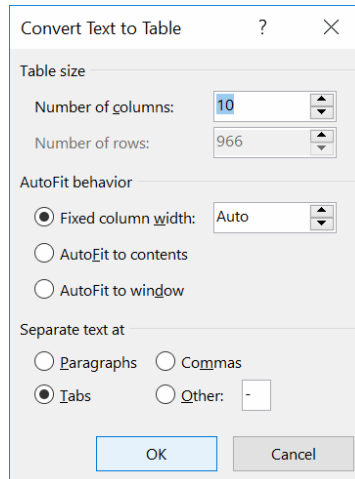 Convert Text to Table ?
Table size
Number of columns: 10
Number of rows: 966
AutoFit behavior
Fixed column width: Auto
AutoFit to contents
AutoFit to window
Separate text at
Paragraphs Commas
Tabs Other: -
OK Cancel